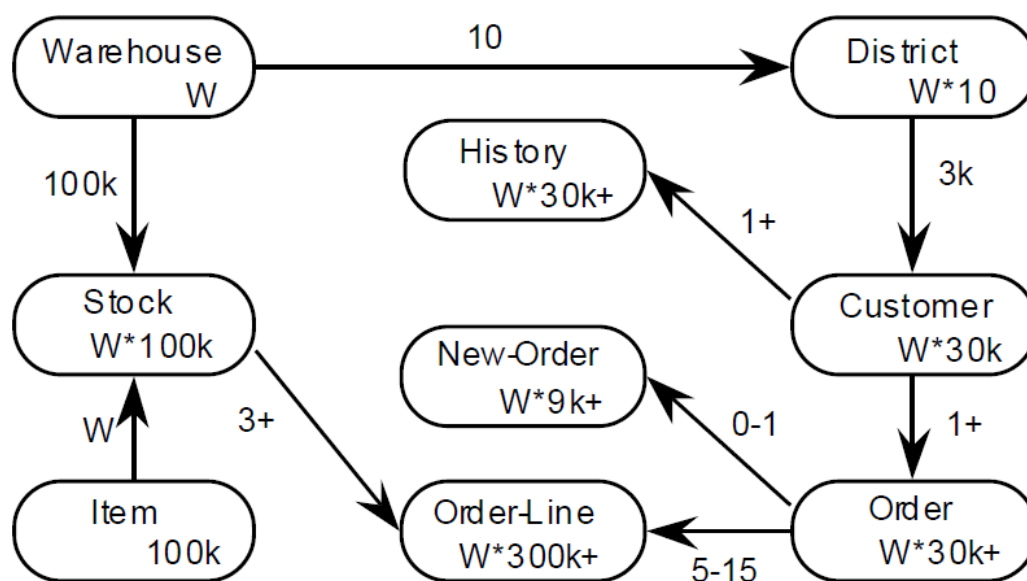 Warehouse
W
10
District
W*10
100k
History
W*30k+
3k
1+
Stock
W*100k
Customer
W*30k
New-Order
W*9k+
W
3+
0-1
1+
Item
100k
Order-Line
W*300k+
5-15
Order
W*30k+